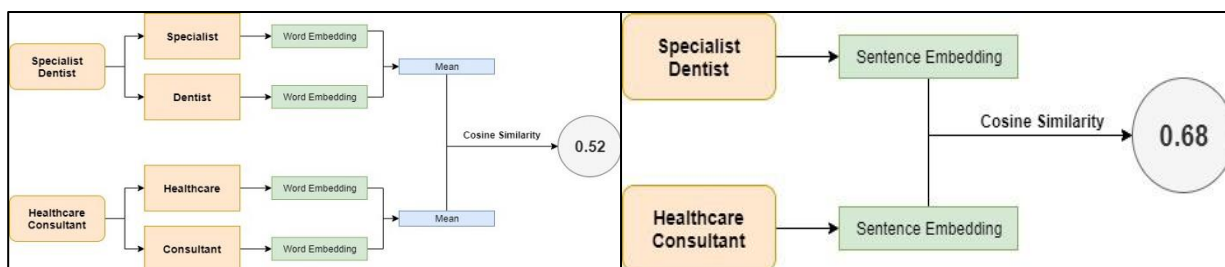 Specialist
Dentist
Specialist
Word Embedding
Dentist
Word Embedding
Mean
Cosine Similarity
0.52
Healthcare
Consultant
Healthcare
Word Embedding
Consultant
Word Embedding
Mean
Specialist
Dentist
Sentence Embedding
Cosine Similarity
0.68
Healthcare
Consultant
Sentence Embedding